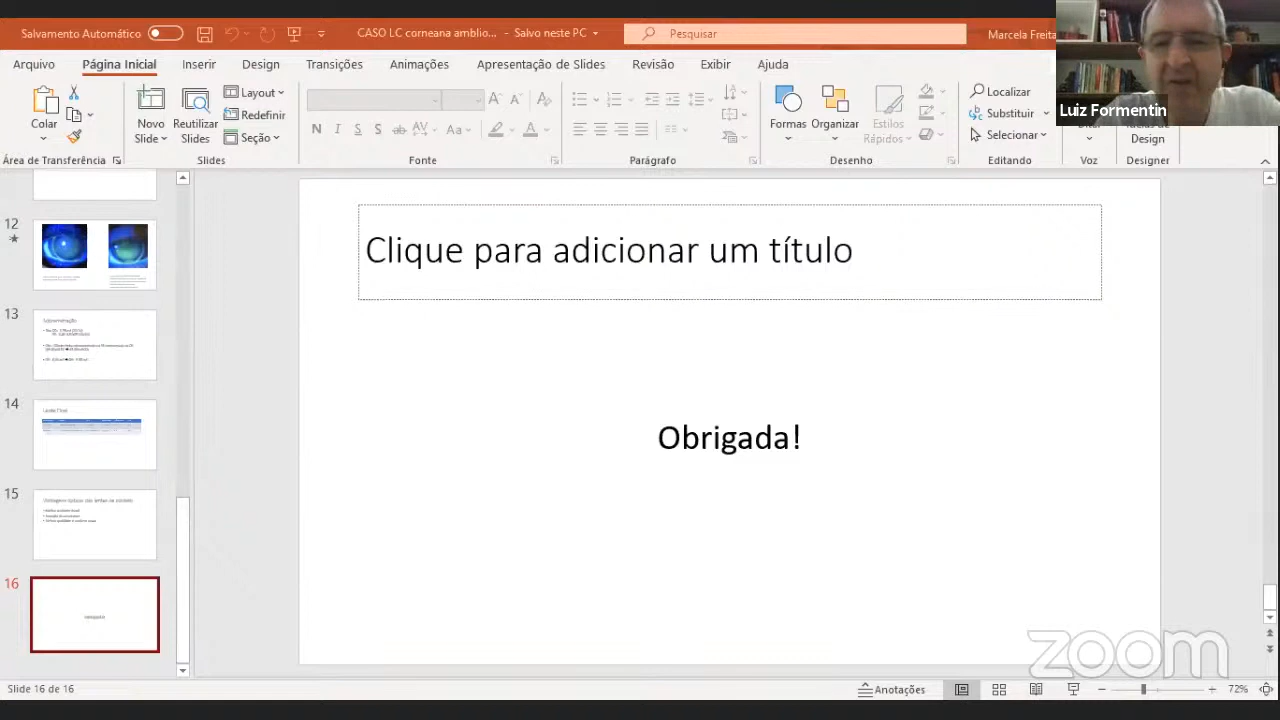 Salvamento Automático
CASO LC corneana amblio... - Salvo neste PC
Pesquisar
Marcela Freita
Arquivo
Página Inicial
Inserir
Design
Transições
Animações
Apresentação de Slides
Revisão
Exibir
Ajuda
Luiz Formentin
Colar
Novo
Slide
Reutilizar
Slides
Layout
Redefinir
Seção
N I S S ab AV Aa A
Formas
Organizar
Estilos
Rápidos
Localizar
Substituir
Selecionar
Design
Área de Transferência
Slides
Fonte
Parágrafo
Desenho
Editando
Voz
Designer
12
13
14
15
16
Clique para adicionar um título
Obrigada!
zoom
Slide 16 de 16
Anotações
72%